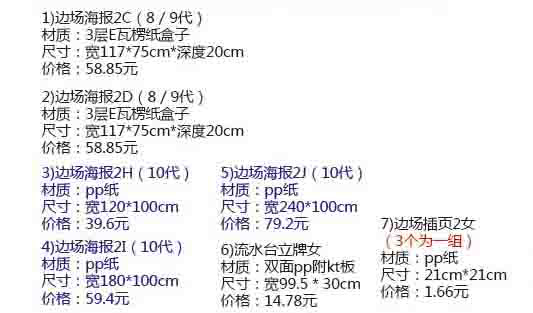 1)边场海报2C（8 / 9代）
材质：3层E瓦楞纸盒子
尺寸：宽117*75cm*深度20cm
价格：58.85元
2)边场海报2D（8 / 9代）
材质：3层E瓦楞纸盒子
尺寸：宽117*75cm*深度20cm
价格：58.85元
3)边场海报2H（10代）
材质：pp纸
尺寸：宽120*100cm
价格：39.6元
4)边场海报2I（10代）
材质：pp纸
尺寸：宽180*100cm
价格：59.4元
5)边场海报2J（10代）
材质：pp纸
尺寸：宽240*100cm
价格：79.2元
6)流水台立牌女
材质：双面pp附kt板
尺寸：宽99.5 * 30cm
价格：14.78元
7)边场插页2女
（3个为一组）
材质：pp纸
尺寸：21cm*21cm
价格：1.66元